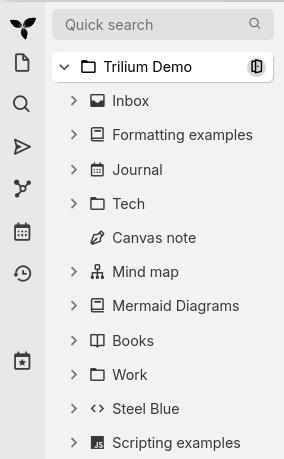 Quick search
Trilium Demo
Inbox
Formatting examples
Journal
Tech
Canvas note
Mind map
Mermaid Diagrams
Books
Work
Steel Blue
JS Scripting examples